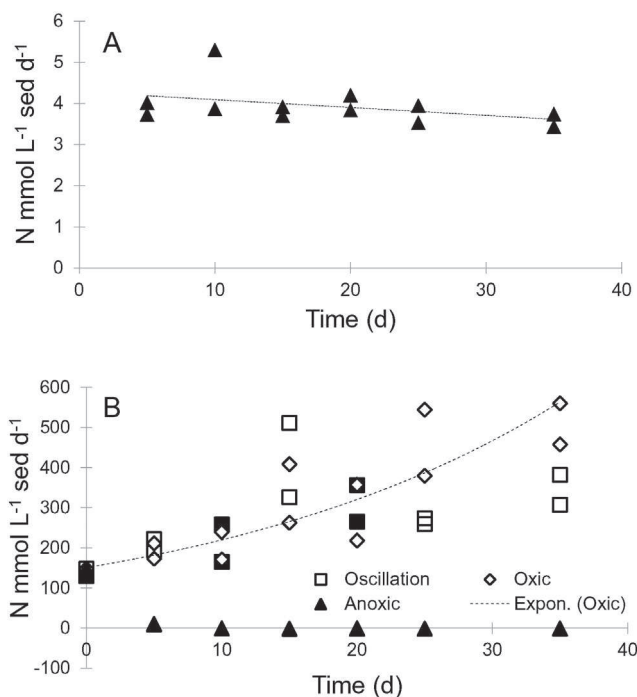 A
N mmol L⁻¹ sed d⁻¹
6
5
4
3
2
1
0
0 10 20 30 40
Time (d)
B
N mmol L⁻¹ sed d⁻¹
600
500
400
300
200
100
0
-100
Oscillation Oxic
Anoxic Expon. (Oxic)
0 10 20 30 40
Time (d)